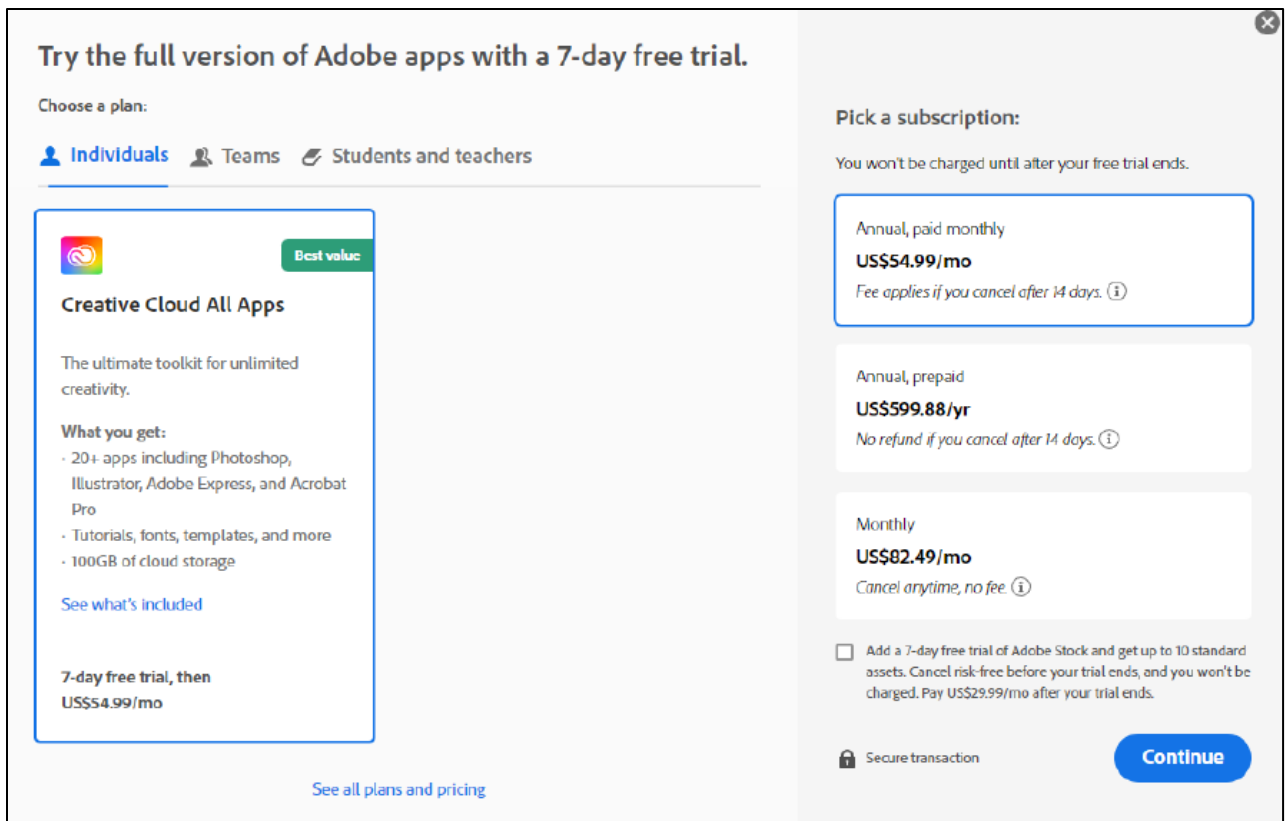 Try the full version of Adobe apps with a 7-day free trial.
Choose a plan:
Individuals
Teams
Students and teachers
Best value
Creative Cloud All Apps
The ultimate toolkit for unlimited
creativity.
What you get:
· 20+ apps including Photoshop,
Illustrator, Adobe Express, and Acrobat
Pro
· Tutorials, fonts, templates, and more
· 100GB of cloud storage
See what's included
7-day free trial, then
US$54.99/mo
See all plans and pricing
Pick a subscription:
You won't be charged until after your free trial ends.
Annual, paid monthly
US$54.99/mo
Fee applies if you cancel after 14 days.
Annual, prepaid
US$599.88/yr
No refund if you cancel after 14 days.
Monthly
US$82.49/mo
Cancel anytime, no fee.
Add a 7-day free trial of Adobe Stock and get up to 10 standard
assets. Cancel risk-free before your trial ends, and you won't be
charged. Pay US$29.99/mo after your trial ends.
Secure transaction
Continue